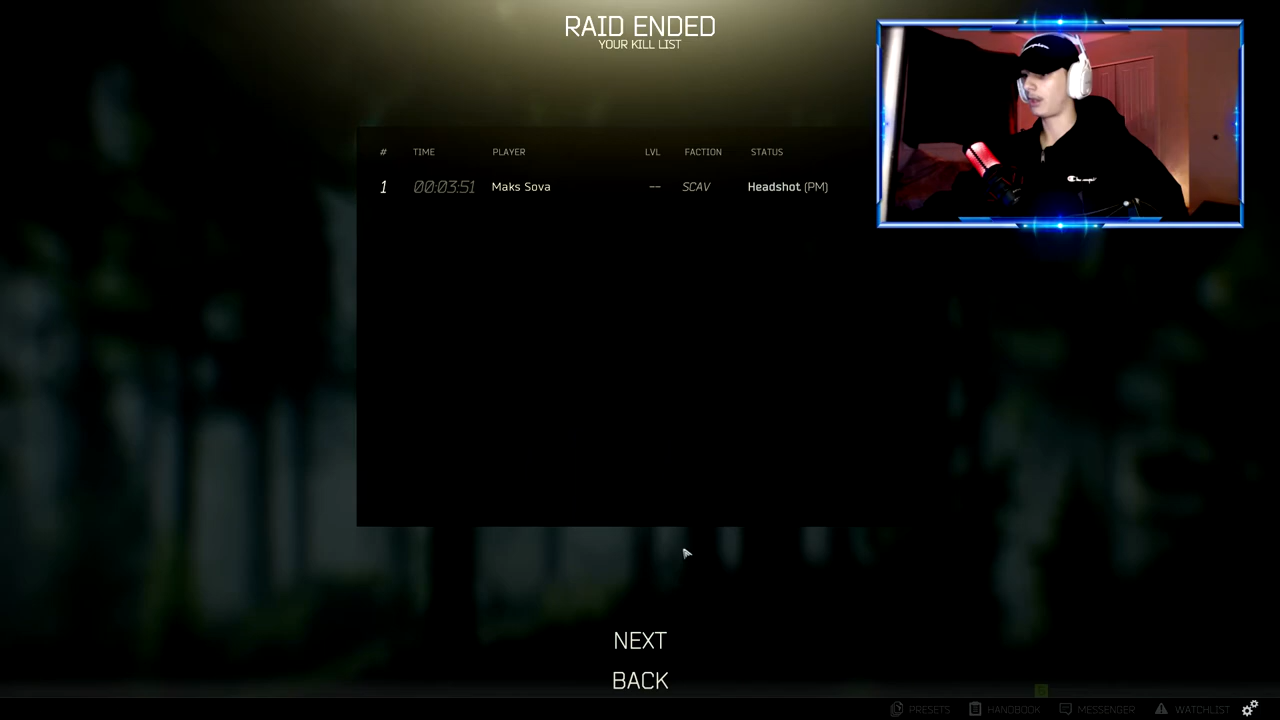 RAID ENDED
YOUR KILL LIST
# TIME PLAYER LVL FACTION STATUS
1 00:03:51 Maks Sova -- SCAV Headshot (PM)
NEXT
BACK
PRESETS HANDBOOK MESSENGER WATCHLIST